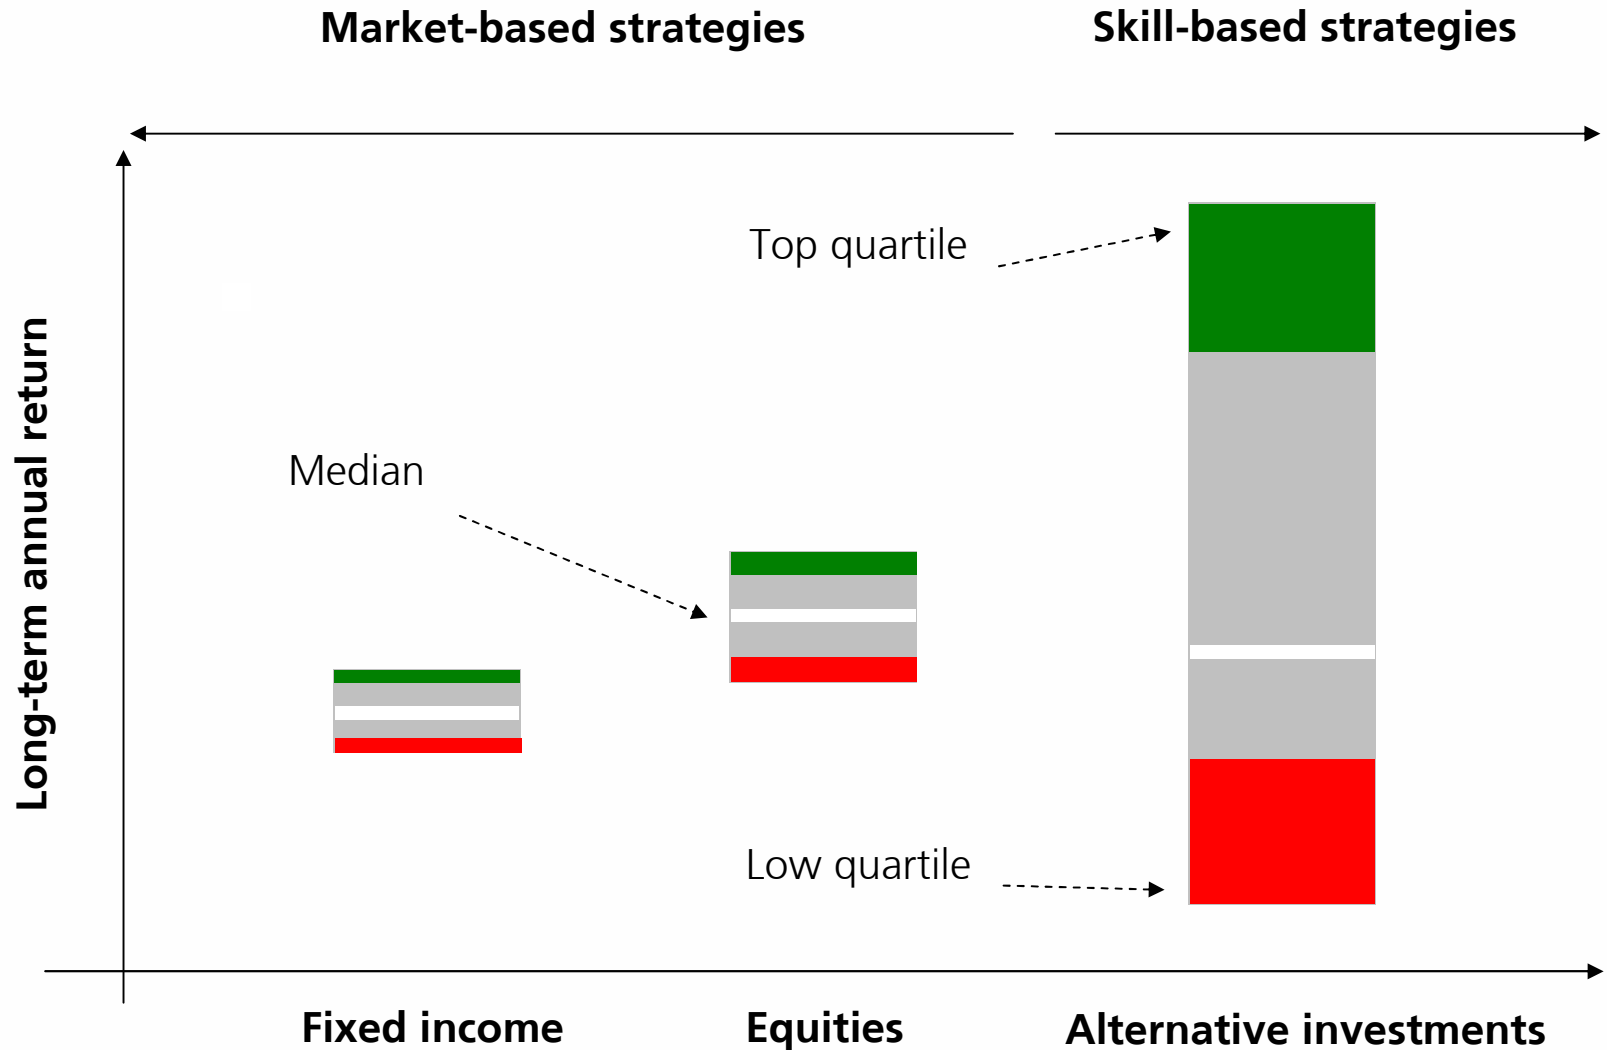 Market-based strategies
Skill-based strategies
Top quartile
Median
Low quartile
Long-term annual return
Fixed income
Equities
Alternative investments